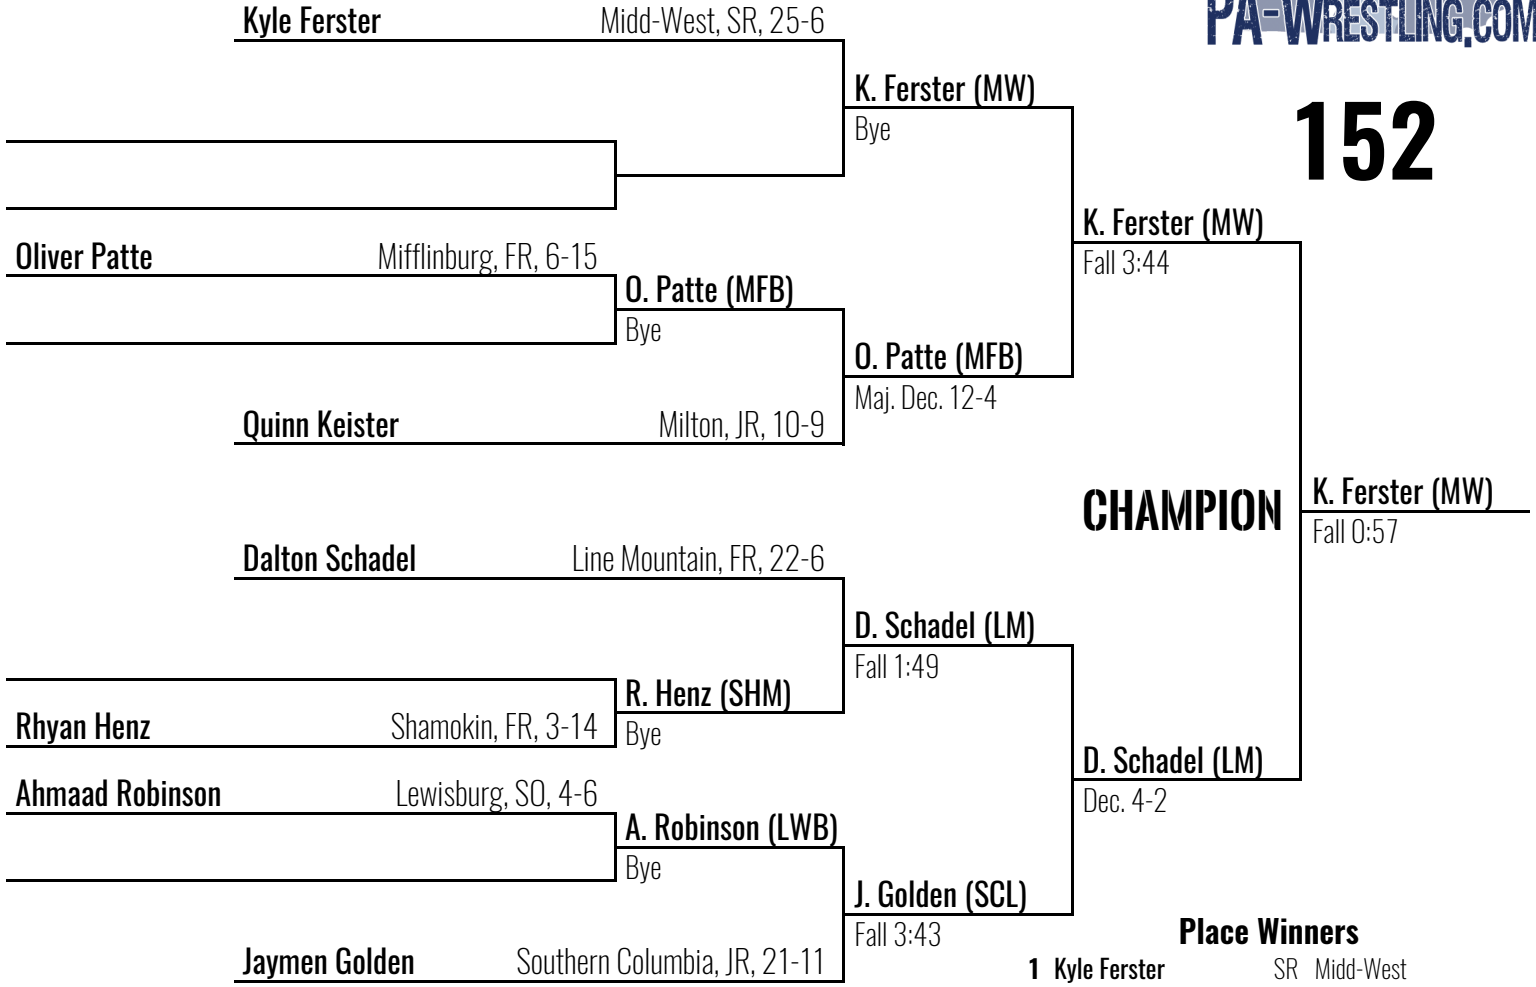 PA-WRESTLING.COM
152
Kyle Ferster Midd-West, SR, 25-6
K. Ferster (MW)
Bye
K. Ferster (MW)
Fall 3:44
Oliver Patte Mifflinburg, FR, 6-15
O. Patte (MFB)
Bye
O. Patte (MFB)
Maj. Dec. 12-4
Quinn Keister Milton, JR, 10-9
CHAMPION
K. Ferster (MW)
Fall 0:57
Dalton Schadel Line Mountain, FR, 22-6
D. Schadel (LM)
Fall 1:49
R. Henz (SHM)
Bye
Rhyan Henz Shamokin, FR, 3-14
D. Schadel (LM)
Dec. 4-2
Ahmaad Robinson Lewisburg, SO, 4-6
A. Robinson (LWB)
Bye
J. Golden (SCL)
Fall 3:43
Jaymen Golden Southern Columbia, JR, 21-11
Place Winners
1 Kyle Ferster SR Midd-West